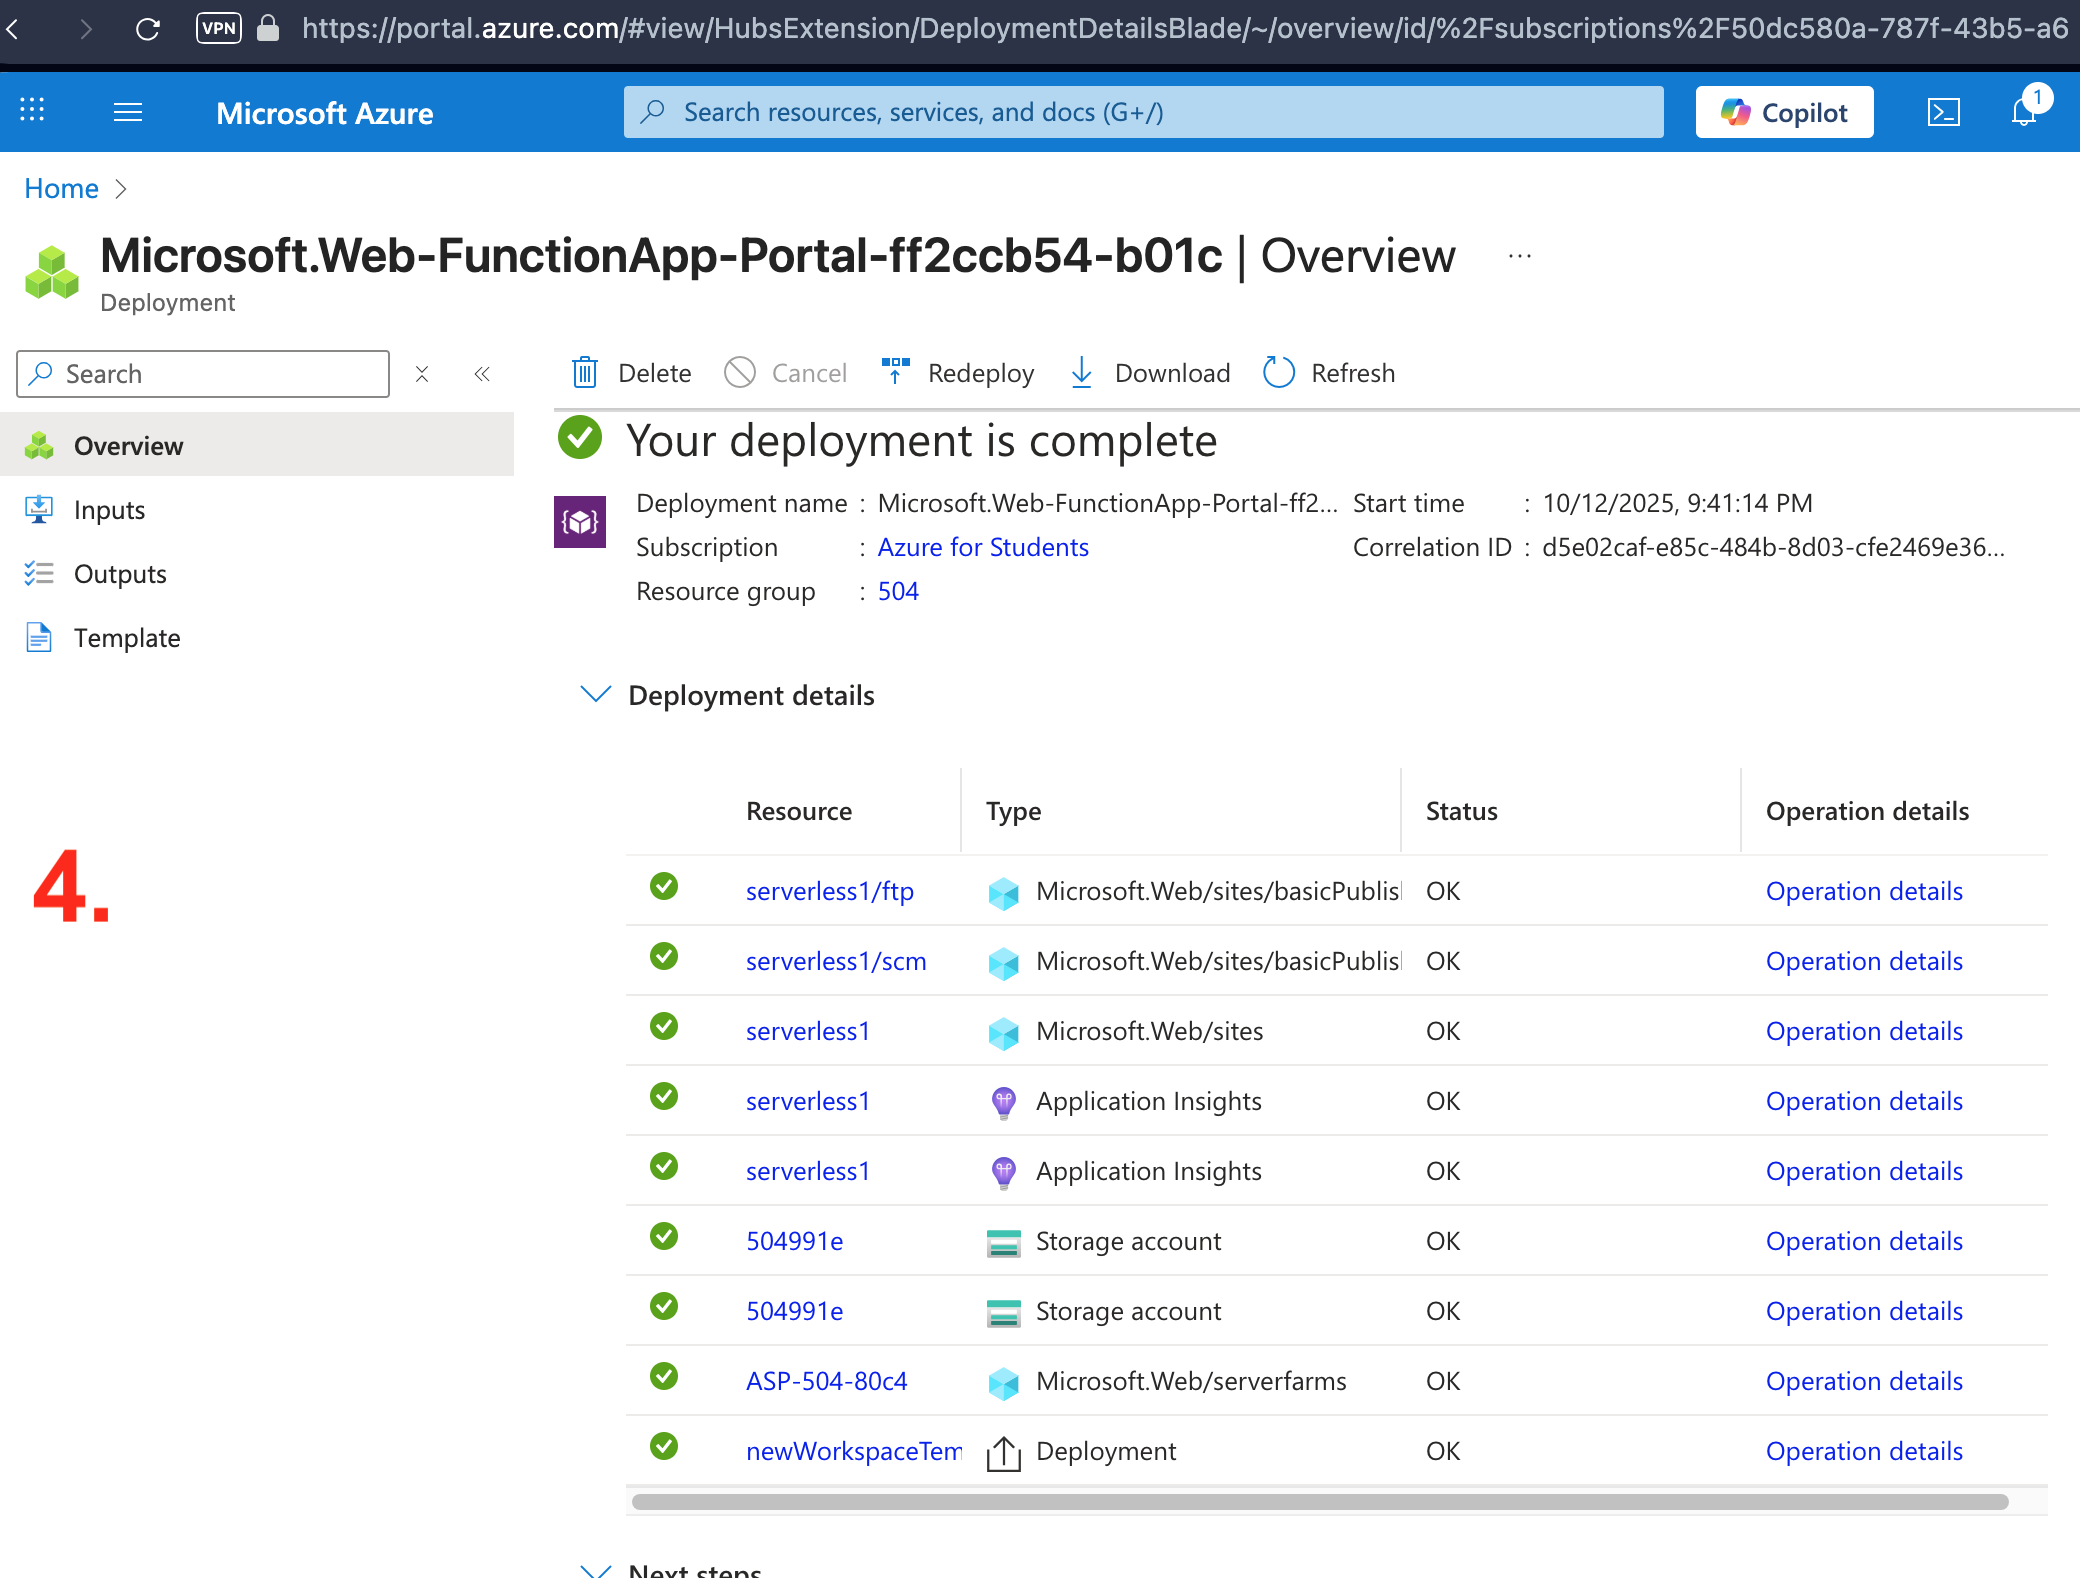 VPN https://portal.azure.com/#view/HubsExtension/DeploymentDetailsBlade/~/overview/id/%2Fsubscriptions%2F50dc580a-787f-43b5-a6
Microsoft Azure
Search resources, services, and docs (G+/)
Copilot
1
Home
Microsoft.Web-FunctionApp-Portal-ff2ccb54-b01c | Overview ...
Deployment
Search
Delete Cancel Redeploy Download Refresh
Overview
Inputs
Outputs
Template
4.
Your deployment is complete
Deployment name : Microsoft.Web-FunctionApp-Portal-ff2... Start time : 10/12/2025, 9:41:14 PM
Subscription : Azure for Students Correlation ID : d5e02caf-e85c-484b-8d03-cfe2469e36...
Resource group : 504
Deployment details
Resource Type Status Operation details
serverless1/ftp Microsoft.Web/sites/basicPublis OK Operation details
serverless1/scm Microsoft.Web/sites/basicPublis OK Operation details
serverless1 Microsoft.Web/sites OK Operation details
serverless1 Application Insights OK Operation details
serverless1 Application Insights OK Operation details
504991e Storage account OK Operation details
504991e Storage account OK Operation details
ASP-504-80c4 Microsoft.Web/serverfarms OK Operation details
newWorkspaceTem Deployment OK Operation details
Next steps